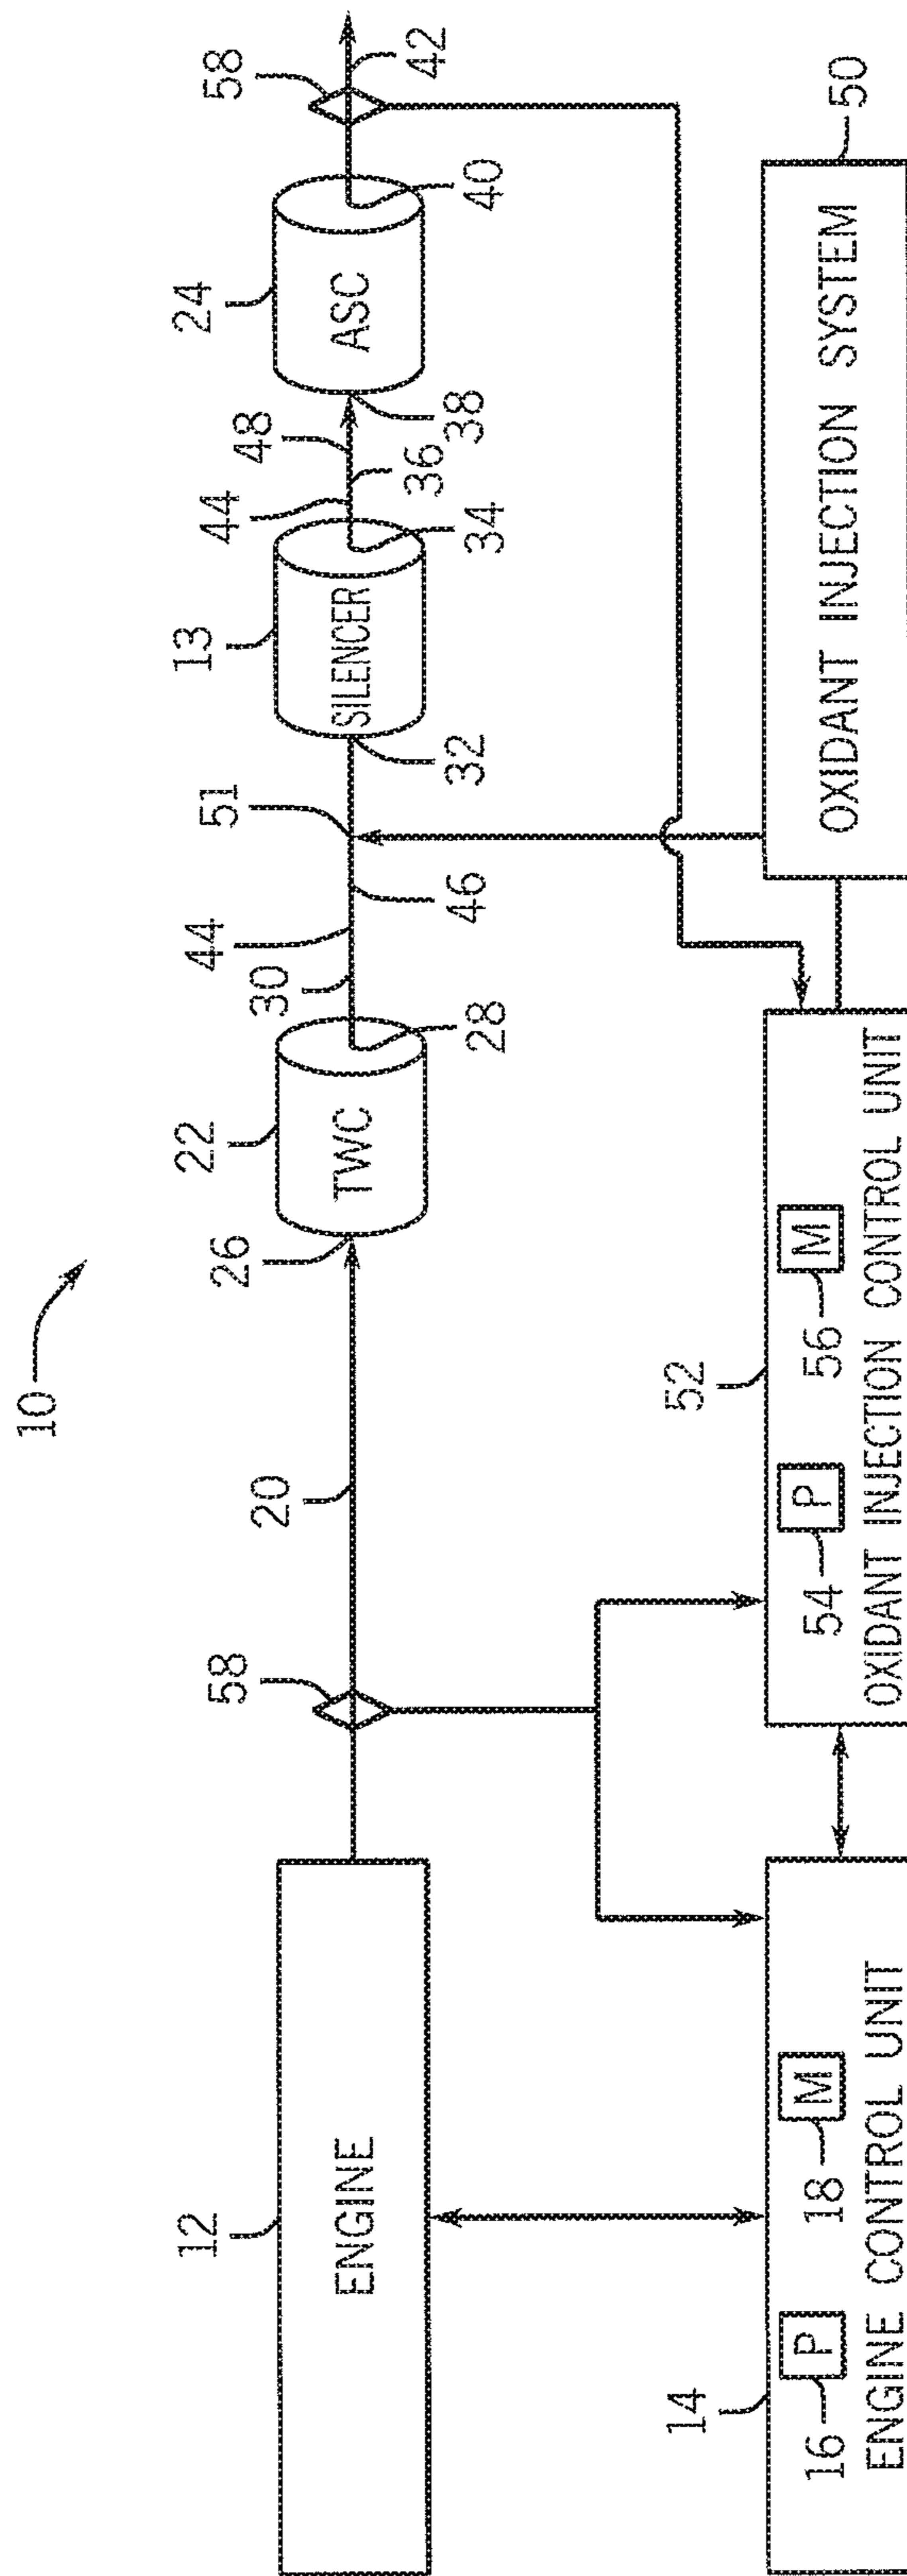 10
12
ENGINE
58
20
26
22
TWC
28
30
44
46
51
32
13
SILENCER
34
44
36
48
38
24
ASC
40
58
42
14
16
P
18
M
ENGINE CONTROL UNIT
52
54
P
56
M
OXIDANT INJECTION CONTROL UNIT
50
OXIDANT INJECTION SYSTEM